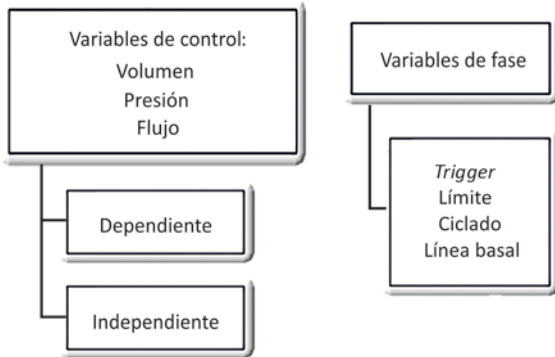 Variables de control:
Volumen
Presión
Flujo
Dependiente
Independiente
Variables de fase
Trigger
Límite
Ciclado
Línea basal